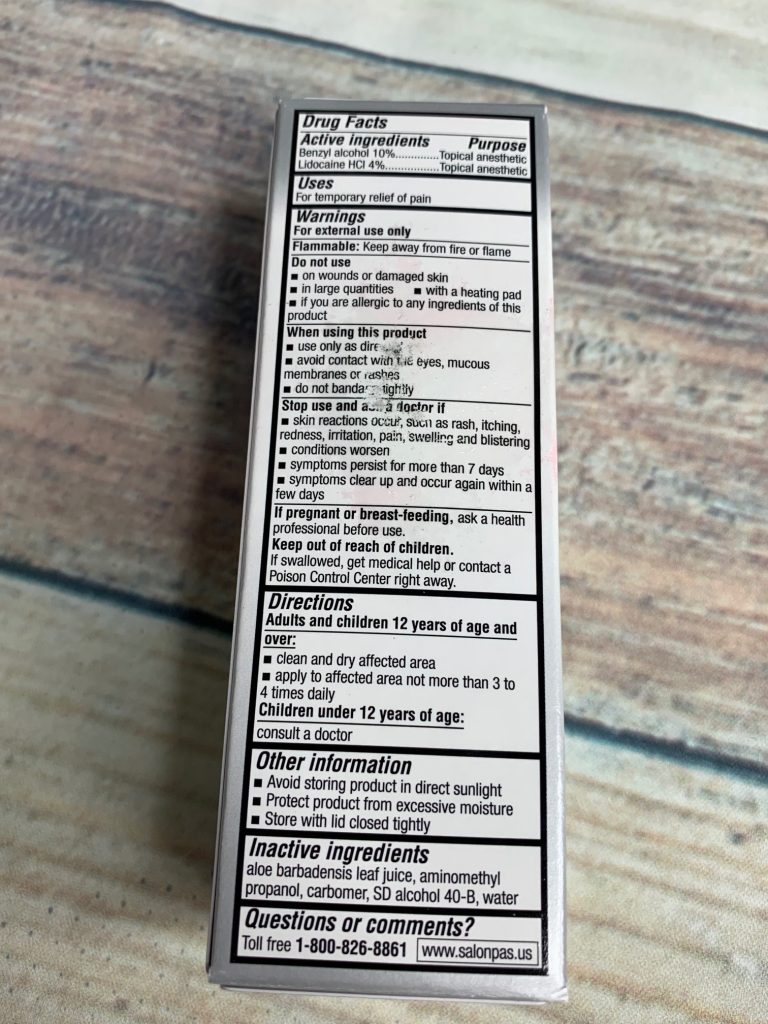 Drug Facts
Active ingredients Purpose
Benzyl alcohol 10%..............Topical anesthetic
Lidocaine HCl 4%.................Topical anesthetic
Uses
For temporary relief of pain
Warnings
For external use only
Flammable: Keep away from fire or flame
Do not use
■ on wounds or damaged skin
■ in large quantities ■ with a heating pad
■ if you are allergic to any ingredients of this
product
When using this product
■ use only as
■ avoid contact with the eyes, mucous
membranes or rashes
■ do not tightly
Stop use and ask a doctor if
■ skin reactions occur, such as rash, itching,
redness, irritation, pain, swelling and blistering
■ conditions worsen
■ symptoms persist for more than 7 days
■ symptoms clear up and occur again within a
few days
If pregnant or breast-feeding, ask a health
professional before use.
Keep out of reach of children.
If swallowed, get medical help or contact a
Poison Control Center right away.
Directions
Adults and children 12 years of age and
over:
■ clean and dry affected area
■ apply to affected area not more than 3 to
4 times daily
Children under 12 years of age:
consult a doctor
Other information
■ Avoid storing product in direct sunlight
■ Protect product from excessive moisture
■ Store with lid closed tightly
Inactive ingredients
aloe barbadensis leaf juice, aminomethyl
propanol, carbomer, SD alcohol 40-B, water
Questions or comments?
Toll free 1-800-826-8861 www.salonpas.us